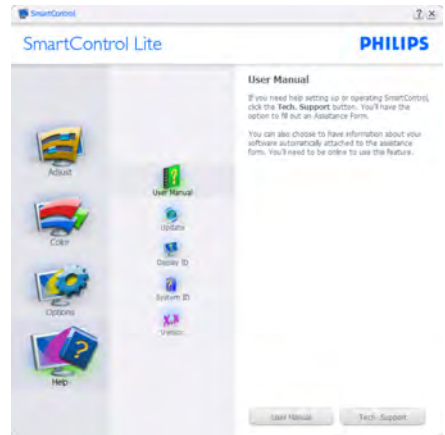 SmartControl
SmartControl Lite
PHILIPS
Adjust
Color
Options
Help
User Manual
Update
Display ID
System ID
Version
User Manual
If you need help setting up or operating SmartControl,
click the Tech. Support button. You'll have the
option to fill out an Assistance Form.
You can also choose to have information about your
software automatically attached to the assistance
form. You'll need to be online to use this feature.
User Manual
Tech. Support